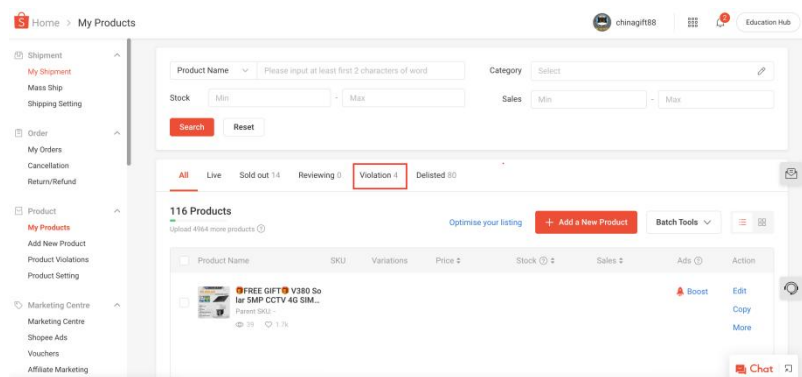 Home > My Products
chinagift88
2
Education Hub
Shipment
My Shipment
Mass Ship
Shipping Setting
Order
My Orders
Cancellation
Return/Refund
Product
My Products
Add New Product
Product Violations
Product Setting
Marketing Centre
Marketing Centre
Shopee Ads
Vouchers
Affiliate Marketing
Product Name
Please input at least first 2 characters of word
Category
Select
Stock
Min - Max
Sales
Min - Max
Search
Reset
All
Live
Sold out 14
Reviewing 0
Violation 4
Delisted 80
116 Products
Upload 4964 more products
Optimise your listing
+ Add a New Product
Batch Tools
Product Name
SKU
Variations
Price
Stock
Sales
Ads
Action
FREE GIFT V380 So
lar 5MP CCTV 4G SIM...
Parent SKU: -
39
1.7k
Boost
Edit
Copy
More
Chat